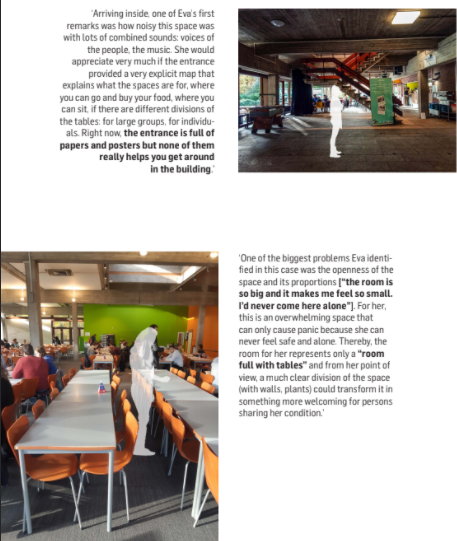 'Arriving inside, one of Eva's first
remarks was how noisy this space was
with lots of combined sounds: voices of
the people, the music. She would
appreciate very much if the entrance
provided a very explicit map that
explains what the spaces are for, where
you can go and buy your food, where you
can sit, if there are different divisions of
the tables: for large groups, for individu-
als. Right now, the entrance is full of
papers and posters but none of them
really helps you get around
in the building.'
'One of the biggest problems Eva identi-
fied in this case was the openness of the
space and its proportions ["the room is
so big and it makes me feel so small.
I'd never come here alone"]. For her,
this is an overwhelming space that
can only cause panic because she can
never feel safe and alone. Thereby, the
room for her represents only a "room
full with tables" and from her point of
view, a much clear division of the space
(with walls, plants) could transform it in
something more welcoming for persons
sharing her condition.'